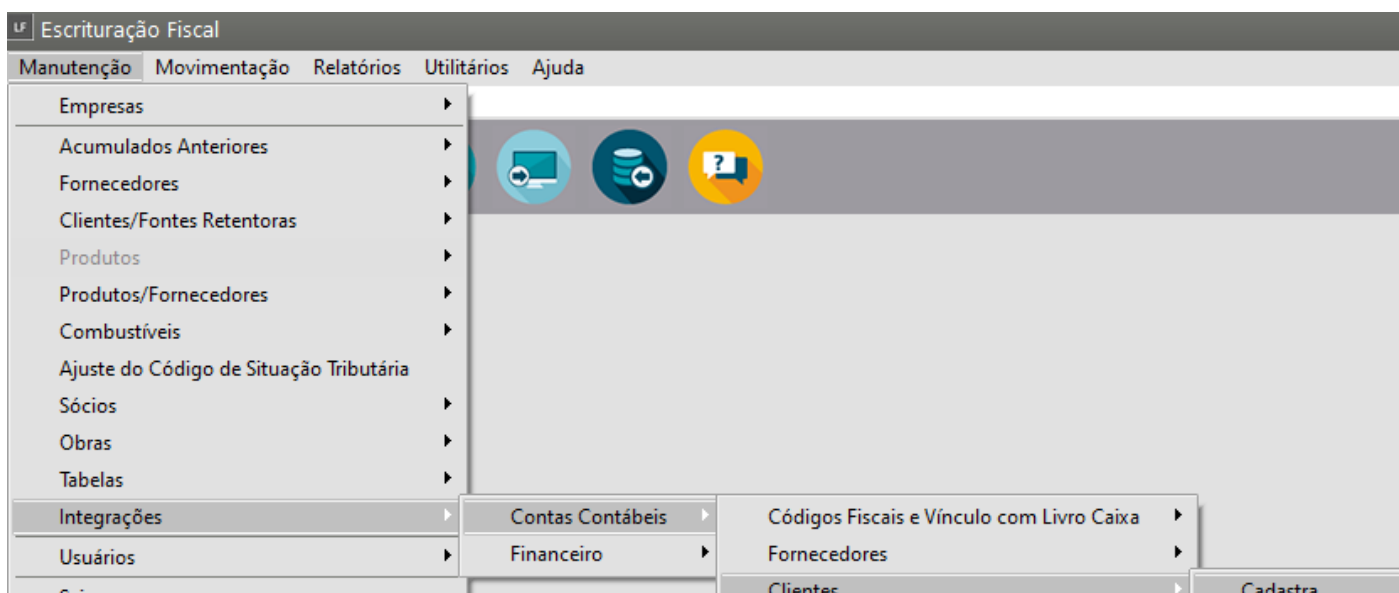 LF Escrituração Fiscal
Manutenção Movimentação Relatórios Utilitários Ajuda
Empresas
Acumulados Anteriores
Fornecedores
Clientes/Fontes Retentoras
?
Produtos
Produtos/Fornecedores
Combustíveis
Ajuste do Código de Situação Tributária
Sócios
Obras
Tabelas
Integrações Contas Contábeis Códigos Fiscais e Vínculo com Livro Caixa
Usuários Financeiro Fornecedores
Clientes Cadastra